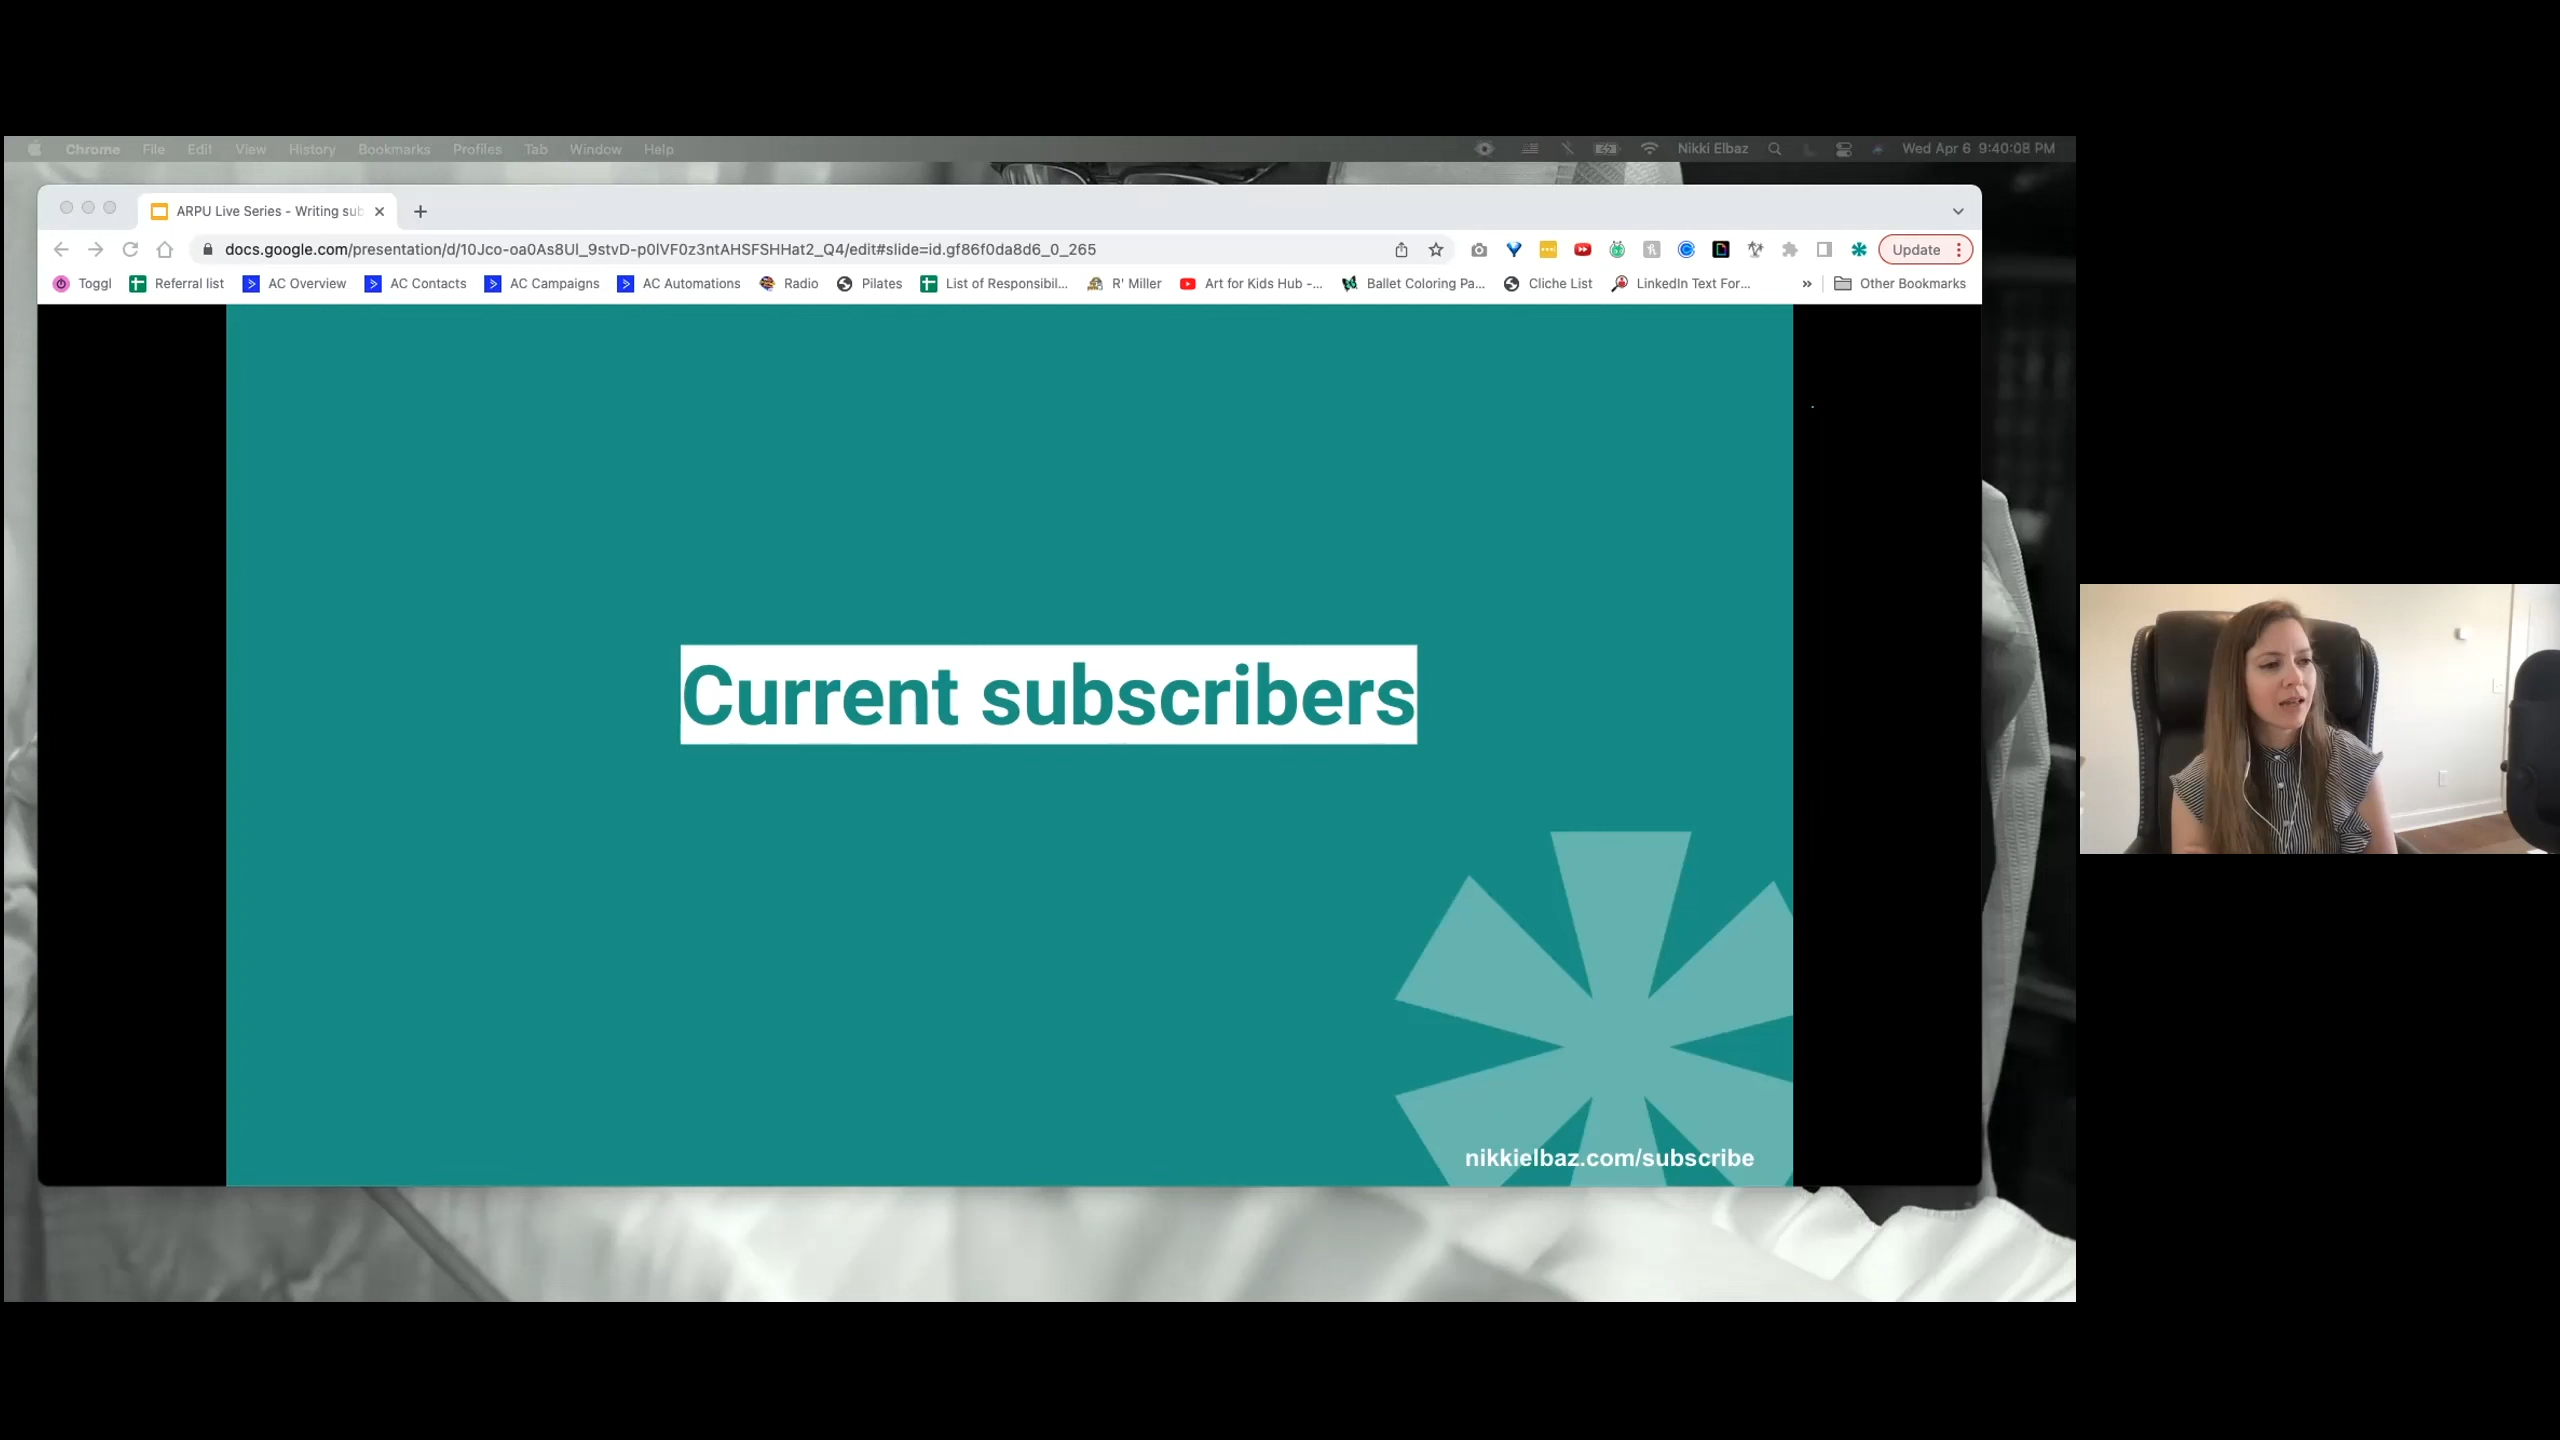 Chrome File Edit View History Bookmarks Profiles Tab Window Help Nikki Elbaz Wed Apr 6 9:40:08 PM
ARPU Live Series - Writing sub
docs.google.com/presentation/d/10Jco-oa0As8Ul_9stvD-p0lVF0z3ntAHSFSHHat2_Q4/edit#slide=id.gf86f0da8d6_0_265 Update
Toggl Referral list AC Overview AC Contacts AC Campaigns AC Automations Radio Pilates List of Responsibil... R' Miller Art for Kids Hub -... Ballet Coloring Pa... Cliche List LinkedIn Text For... » Other Bookmarks
Current subscribers
nikkielbaz.com/subscribe